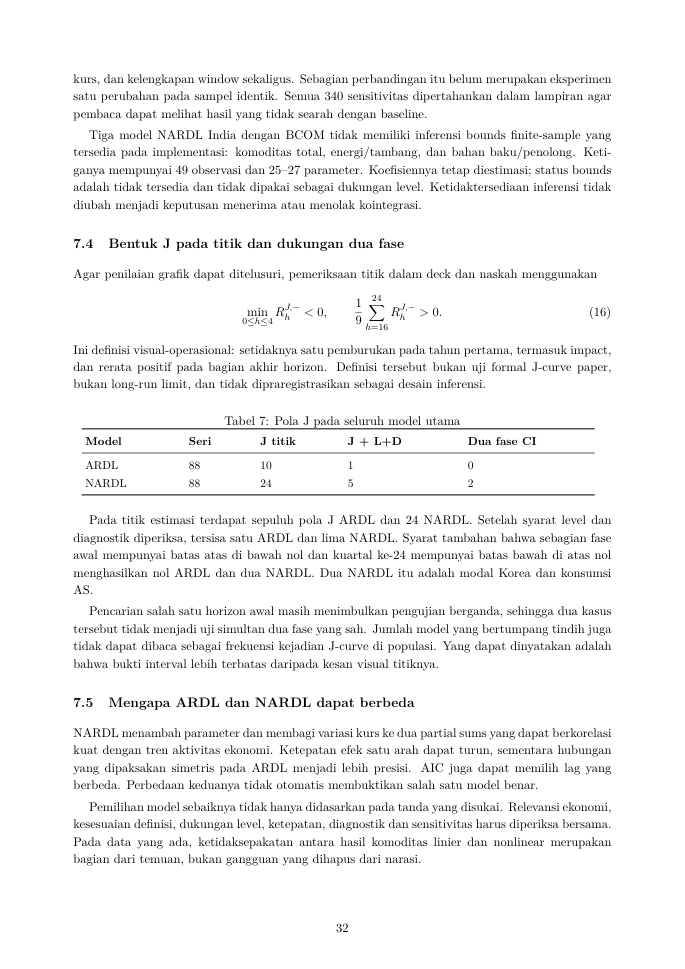 kurs, dan kelengkapan window sekaligus. Sebagian perbandingan itu belum merupakan eksperimen
satu perubahan pada sampel identik. Semua 340 sensitivitas dipertahankan dalam lampiran agar
pembaca dapat melihat hasil yang tidak searah dengan baseline.
Tiga model NARDL India dengan BCOM tidak memiliki inferensi bounds finite-sample yang
tersedia pada implementasi: komoditas total, energi/tambang, dan bahan baku/penolong. Keti-
ganya mempunyai 49 observasi dan 25–27 parameter. Koefisiennya tetap diestimasi; status bounds
adalah tidak tersedia dan tidak dipakai sebagai dukungan level. Ketidaktersediaan inferensi tidak
diubah menjadi keputusan menerima atau menolak kointegrasi.
7.4 Bentuk J pada titik dan dukungan dua fase
Agar penilaian grafik dapat ditelusuri, pemeriksaan titik dalam deck dan naskah menggunakan
min_{0≤h≤4} R_h^{J,−} < 0, 1/9 ∑_{h=16}^{24} R_h^{J,−} > 0. (16)
Ini definisi visual-operasional: setidaknya satu pemburukan pada tahun pertama, termasuk impact,
dan rerata positif pada bagian akhir horizon. Definisi tersebut bukan uji formal J-curve paper,
bukan long-run limit, dan tidak dipraregistrasikan sebagai desain inferensi.
Tabel 7: Pola J pada seluruh model utama
Model Seri J titik J + L+D Dua fase CI
ARDL 88 10 1 0
NARDL 88 24 5 2
Pada titik estimasi terdapat sepuluh pola J ARDL dan 24 NARDL. Setelah syarat level dan
diagnostik diperiksa, tersisa satu ARDL dan lima NARDL. Syarat tambahan bahwa sebagian fase
awal mempunyai batas atas di bawah nol dan kuartal ke-24 mempunyai batas bawah di atas nol
menghasilkan nol ARDL dan dua NARDL. Dua NARDL itu adalah modal Korea dan konsumsi
AS.
Pencarian salah satu horizon awal masih menimbulkan pengujian berganda, sehingga dua kasus
tersebut tidak menjadi uji simultan dua fase yang sah. Jumlah model yang bertumpang tindih juga
tidak dapat dibaca sebagai frekuensi kejadian J-curve di populasi. Yang dapat dinyatakan adalah
bahwa bukti interval lebih terbatas daripada kesan visual titiknya.
7.5 Mengapa ARDL dan NARDL dapat berbeda
NARDL menambah parameter dan membagi variasi kurs ke dua partial sums yang dapat berkorelasi
kuat dengan tren aktivitas ekonomi. Ketepatan efek satu arah dapat turun, sementara hubungan
yang dipaksakan simetris pada ARDL menjadi lebih presisi. AIC juga dapat memilih lag yang
berbeda. Perbedaan keduanya tidak otomatis membuktikan salah satu model benar.
Pemilihan model sebaiknya tidak hanya didasarkan pada tanda yang disukai. Relevansi ekonomi,
kesesuaian definisi, dukungan level, ketepatan, diagnostik dan sensitivitas harus diperiksa bersama.
Pada data yang ada, ketidaksepakatan antara hasil komoditas linier dan nonlinear merupakan
bagian dari temuan, bukan gangguan yang dihapus dari narasi.
32